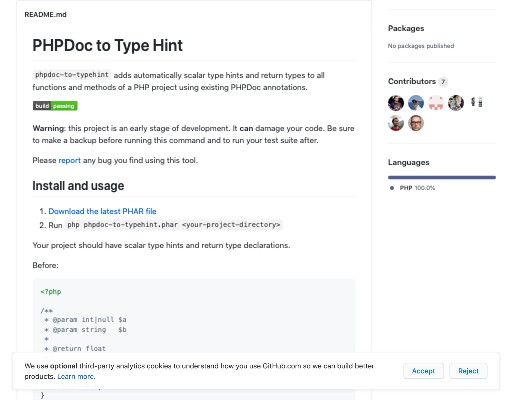 README.md
PHPDoc to Type Hint
phpdoc-to-typehint adds automatically scalar type hints and return types to all
functions and methods of a PHP project using existing PHPDoc annotations.
build passing
Warning: this project is an early stage of development. It can damage your code. Be sure
to make a backup before running this command and to run your test suite after.
Please report any bug you find using this tool.
Install and usage
1. Download the latest PHAR file
2. Run php phpdoc-to-typehint.phar <your-project-directory>
Your project should have scalar type hints and return type declarations.
Before:
<?php
/**
* @param int|null $a
* @param string $b
*
* @return float
}
Packages
No packages published
Contributors 7
Languages
PHP 100.0%
We use optional third-party analytics cookies to understand how you use GitHub.com so we can build better
products. Learn more.
Accept
Reject